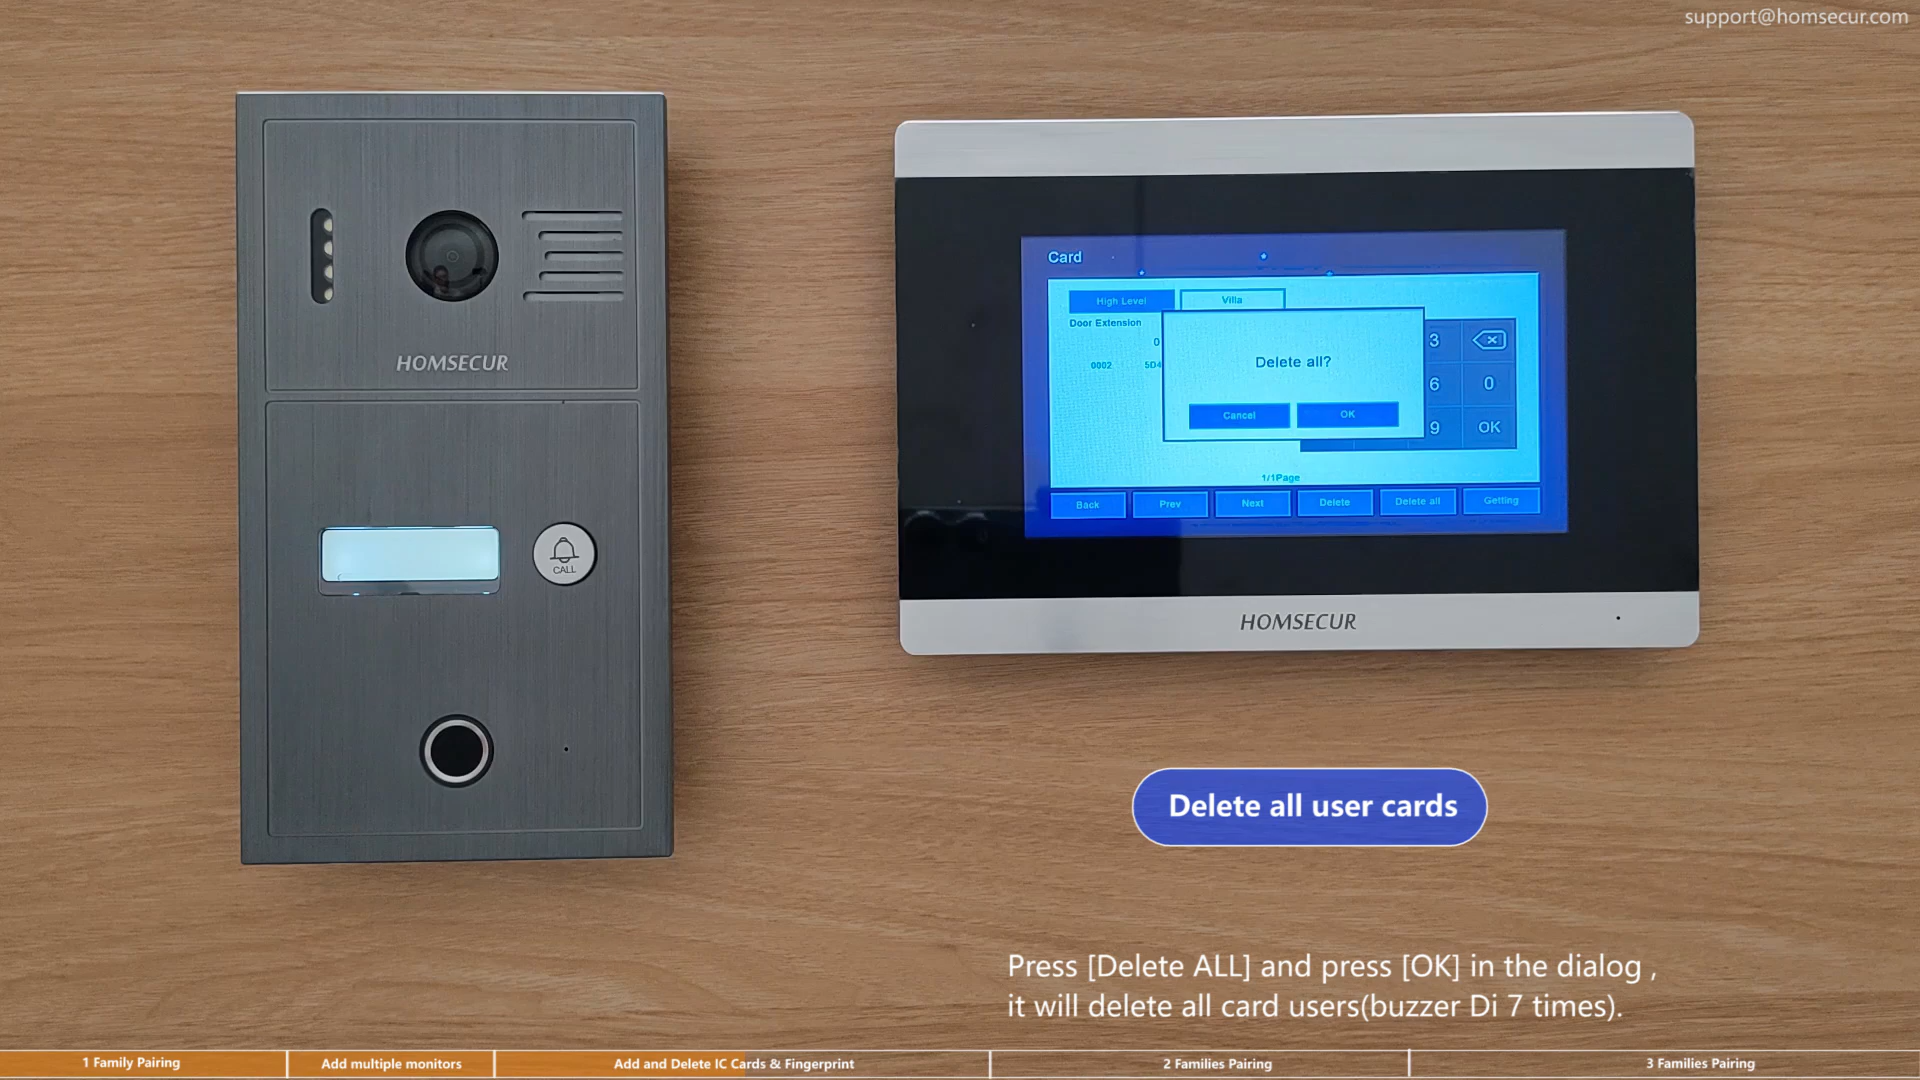 support@homsecur.com
HOMSECUR
CALL
Card
High Level
Villa
Door Extension
0
0002 5D4
Delete all?
Cancel
OK
3
6 0
9 OK
1/1Page
Back Prev Next Delete Delete all Getting
HOMSECUR
Delete all user cards
Press [Delete ALL] and press [OK] in the dialog ,
it will delete all card users(buzzer Di 7 times).
1 Family Pairing Add multiple monitors Add and Delete IC Cards & Fingerprint 2 Families Pairing 3 Families Pairing